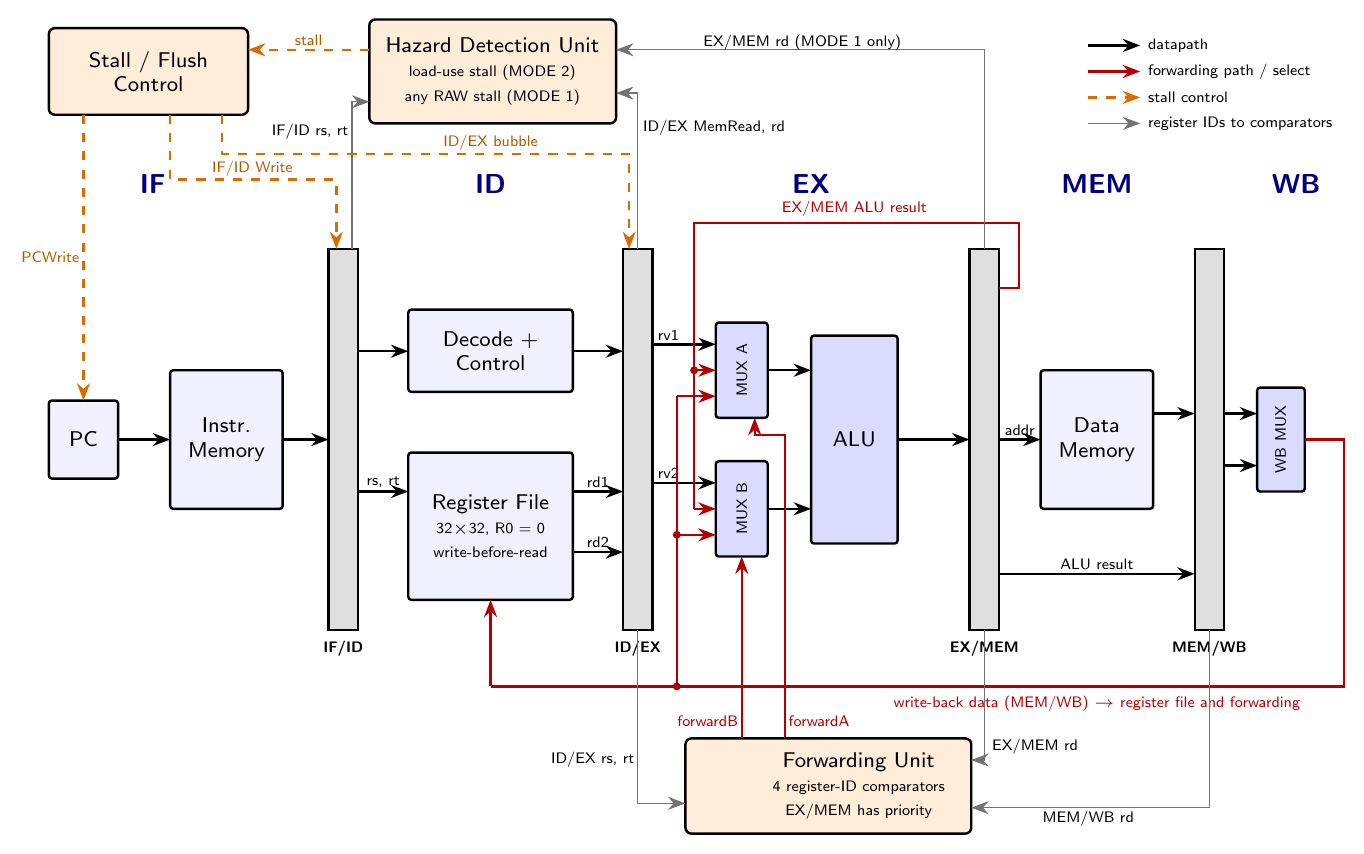 Stall / Flush
Control
stall
Hazard Detection Unit
load-use stall (MODE 2)
any RAW stall (MODE 1)
EX/MEM rd (MODE 1 only)
datapath
forwarding path / select
stall control
register IDs to comparators
IF/ID rs, rt
ID/EX MemRead, rd
ID/EX bubble
IF/ID Write
IF
ID
EX
MEM
WB
EX/MEM ALU result
PCWrite
PC
Instr.
Memory
Decode +
Control
rs, rt
Register File
32×32, R0 = 0
write-before-read
rd1
rd2
rv1
rv2
MUX A
MUX B
ALU
addr
Data
Memory
WB MUX
ALU result
IF/ID
ID/EX
EX/MEM
MEM/WB
write-back data (MEM/WB) → register file and forwarding
forwardB
forwardA
ID/EX rs, rt
Forwarding Unit
4 register-ID comparators
EX/MEM has priority
EX/MEM rd
MEM/WB rd